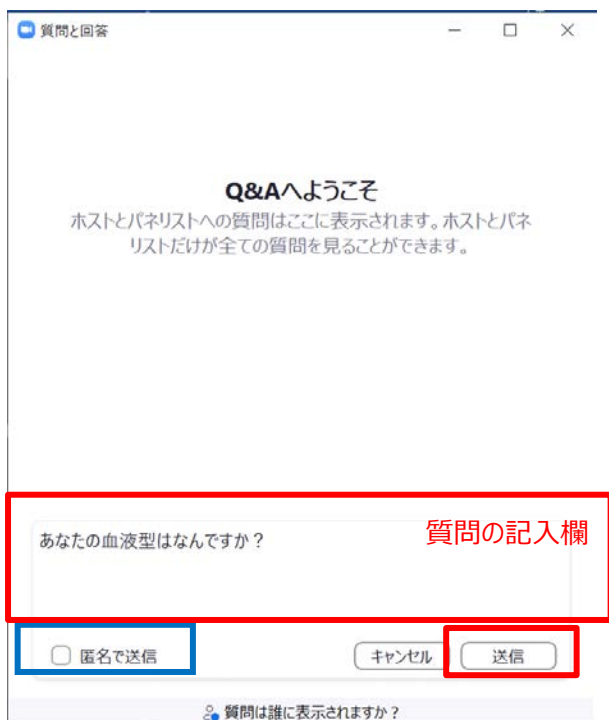 質問と回答
Q&Aへようこそ
ホストとパネリストへの質問はここに表示されます。ホストとパネ
リストだけが全ての質問を見ることができます。
質問の記入欄
あなたの血液型はなんですか？
匿名で送信
キャンセル
送信
質問は誰に表示されますか？